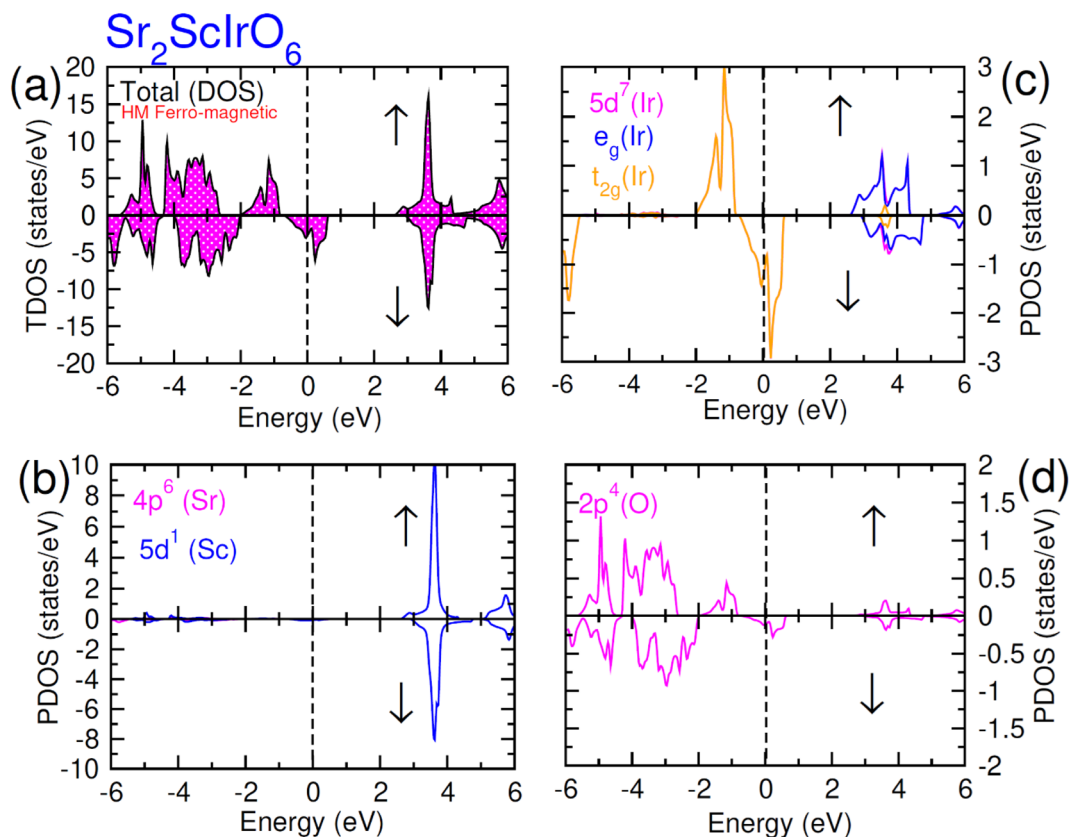 Sr2ScIrO6
(a)
Total (DOS)
HM Ferro-magnetic
↑
↓
TDOS (states/eV)
20
15
10
5
0
-5
-10
-15
-20
-6 -4 -2 0 2 4 6
Energy (eV)
(c)
5d7(Ir)
eg(Ir)
t2g(Ir)
↑
↓
PDOS (states/eV)
3
2
1
0
-1
-2
-3
-6 -4 -2 0 2 4 6
Energy (eV)
(b)
4p6 (Sr)
5d1 (Sc)
↑
↓
PDOS (states/eV)
10
8
6
4
2
0
-2
-4
-6
-8
-10
-6 -4 -2 0 2 4 6
Energy (eV)
(d)
2p4(O)
↑
↓
PDOS (states/eV)
2
1.5
1
0.5
0
-0.5
-1
-1.5
-2
-6 -4 -2 0 2 4 6
Energy (eV)